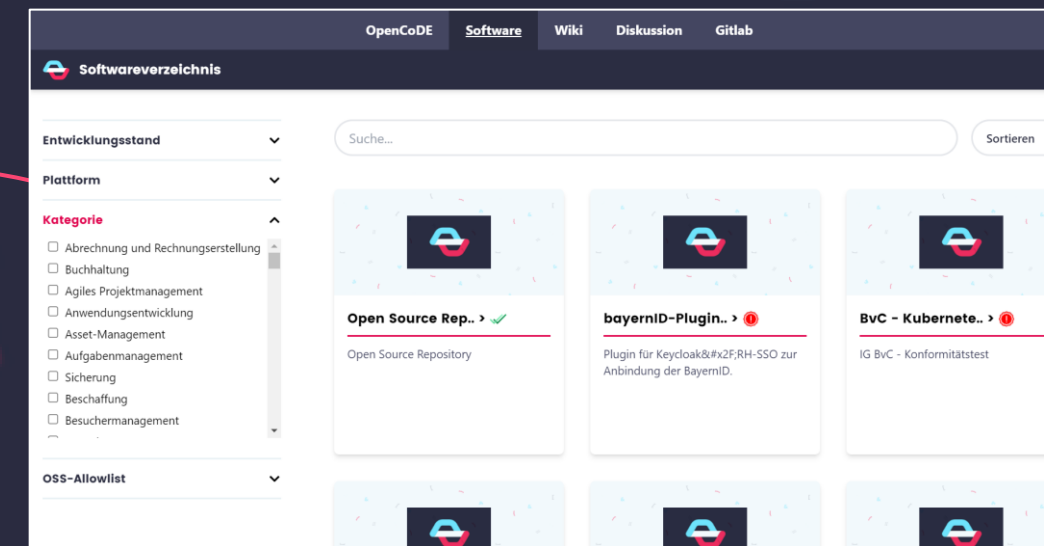 OpenCoDE Software Wiki Diskussion Gitlab
Softwareverzeichnis
Entwicklungsstand
Plattform
Kategorie
Abrechnung und Rechnungserstellung
Buchhaltung
Agiles Projektmanagement
Anwendungsentwicklung
Asset-Management
Aufgabenmanagement
Sicherung
Beschaffung
Besuchermanagement
OSS-Allowlist
Suche...
Sortieren
Open Source Rep.. >
Open Source Repository
bayernID-Plugin.. >
Plugin für Keycloak&#x2F;RH-SSO zur
Anbindung der BayernID.
BvC - Kubernete.. >
IG BvC - Konformitätstest